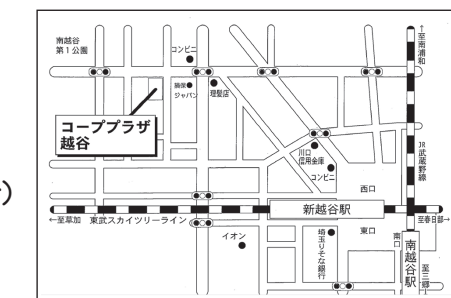 南越谷
第1公園
コンビニ
損保
ジャパン
理髪店
コーププラザ
越谷
川口
信用金庫
コンビニ
↑至南浦和
JR武蔵野線
西口
新越谷駅
←至草加
東武スカイツリーライン
至春日部→
イオン
埼玉りそな銀行
東口
南口
南越谷駅
至三郷↓
)